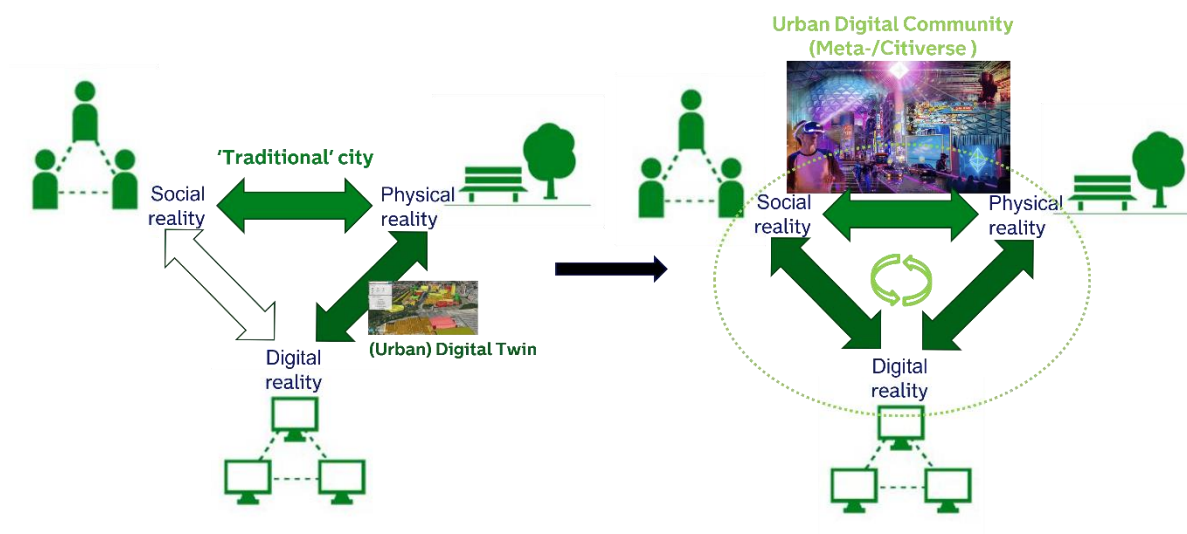 Urban Digital Community
(Meta-/Citiverse )
'Traditional' city
Social
reality
Physical
reality
(Urban) Digital Twin
Digital
reality
Social
reality
Physical
reality
Digital
reality